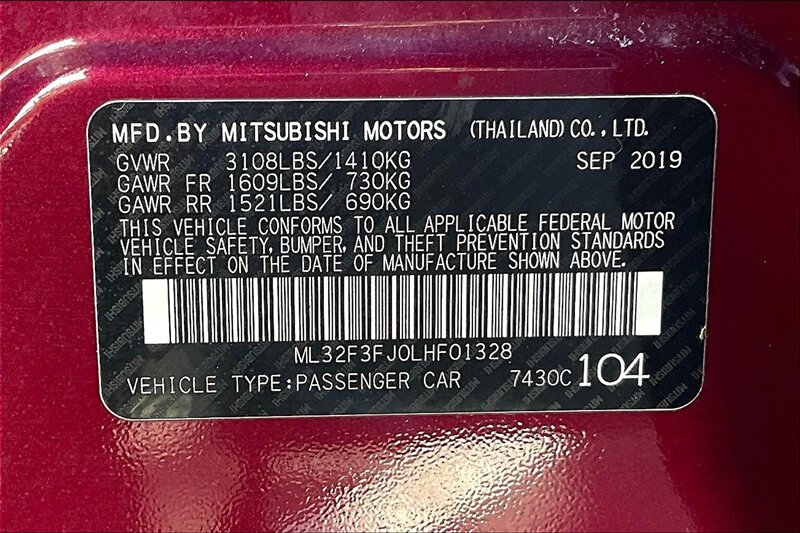 MFD.BY MITSUBISHI MOTORS (THAILAND) CO., LTD.
GVWR 3108LBS/1410KG SEP 2019
GAWR FR 1609LBS/ 730KG
GAWR RR 1521LBS/ 690KG
THIS VEHICLE CONFORMS TO ALL APPLICABLE FEDERAL MOTOR
VEHICLE SAFETY, BUMPER, AND THEFT PREVENTION STANDARDS
IN EFFECT ON THE DATE OF MANUFACTURE SHOWN ABOVE.
ML32F3FJ0LHF01328
VEHICLE TYPE:PASSENGER CAR 7430C 104